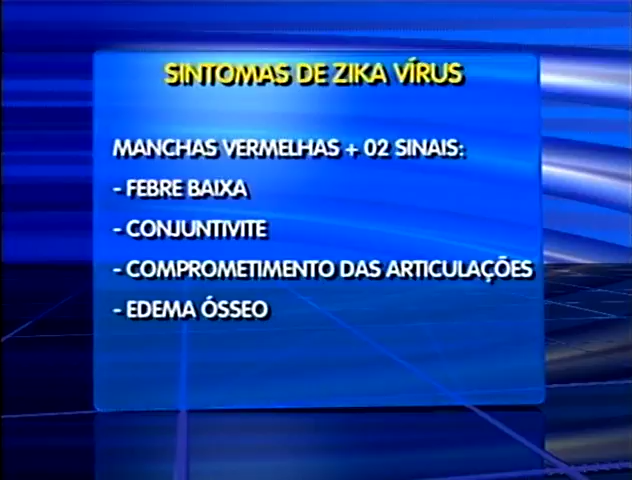 SINTOMAS DE ZIKA VÍRUS
MANCHAS VERMELHAS + 02 SINAIS:
- FEBRE BAIXA
- CONJUNTIVITE
- COMPROMETIMENTO DAS ARTICULAÇÕES
- EDEMA ÓSSEO